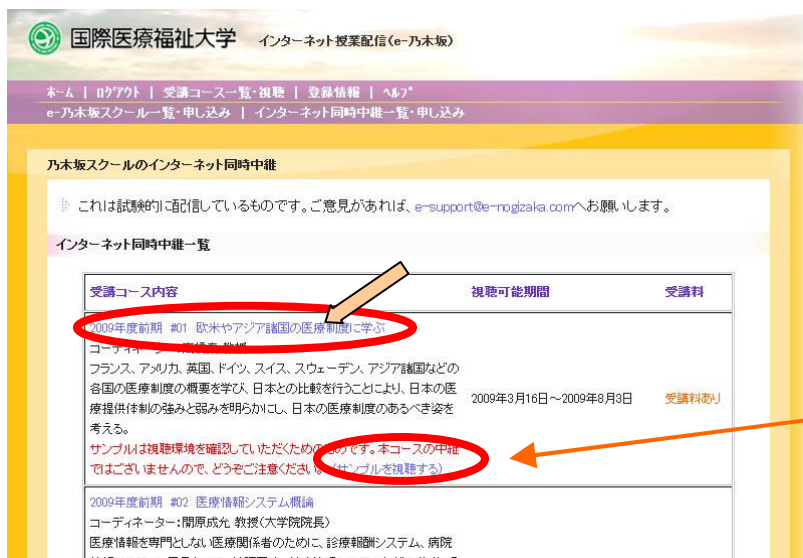 国際医療福祉大学 インターネット授業配信(e-乃木坂)
ホーム | ログアウト | 受講コース一覧・視聴 | 登録情報 | ヘルプ
e-乃木坂スクール一覧・申し込み | インターネット同時中継一覧・申し込み
乃木坂スクールのインターネット同時中継
これは試験的に配信しているものです。ご意見があれば、e-support@e-nogizaka.comへお願いします。
インターネット同時中継一覧
受講コース内容 視聴可能期間 受講料
2009年度前期 #01 欧米やアジア諸国の医療制度に学ぶ
コーディネーター 教授
フランス、アメリカ、英国、ドイツ、スイス、スウェーデン、アジア諸国などの
各国の医療制度の概要を学び、日本との比較を行うことにより、日本の医
療提供体制の強みと弱みを明らかにし、日本の医療制度のあるべき姿を
考える。
2009年3月16日～2009年8月3日 受講料あり
サンプルは視聴環境を確認していただくためのものです。本コースの中継
ではございませんので、どうぞご注意ください。(サンプルを視聴する)
2009年度前期 #02 医療情報システム概論
コーディネーター:開原成允 教授(大学院院長)
医療情報を専門としない医療関係者のために、診療報酬システム、病院